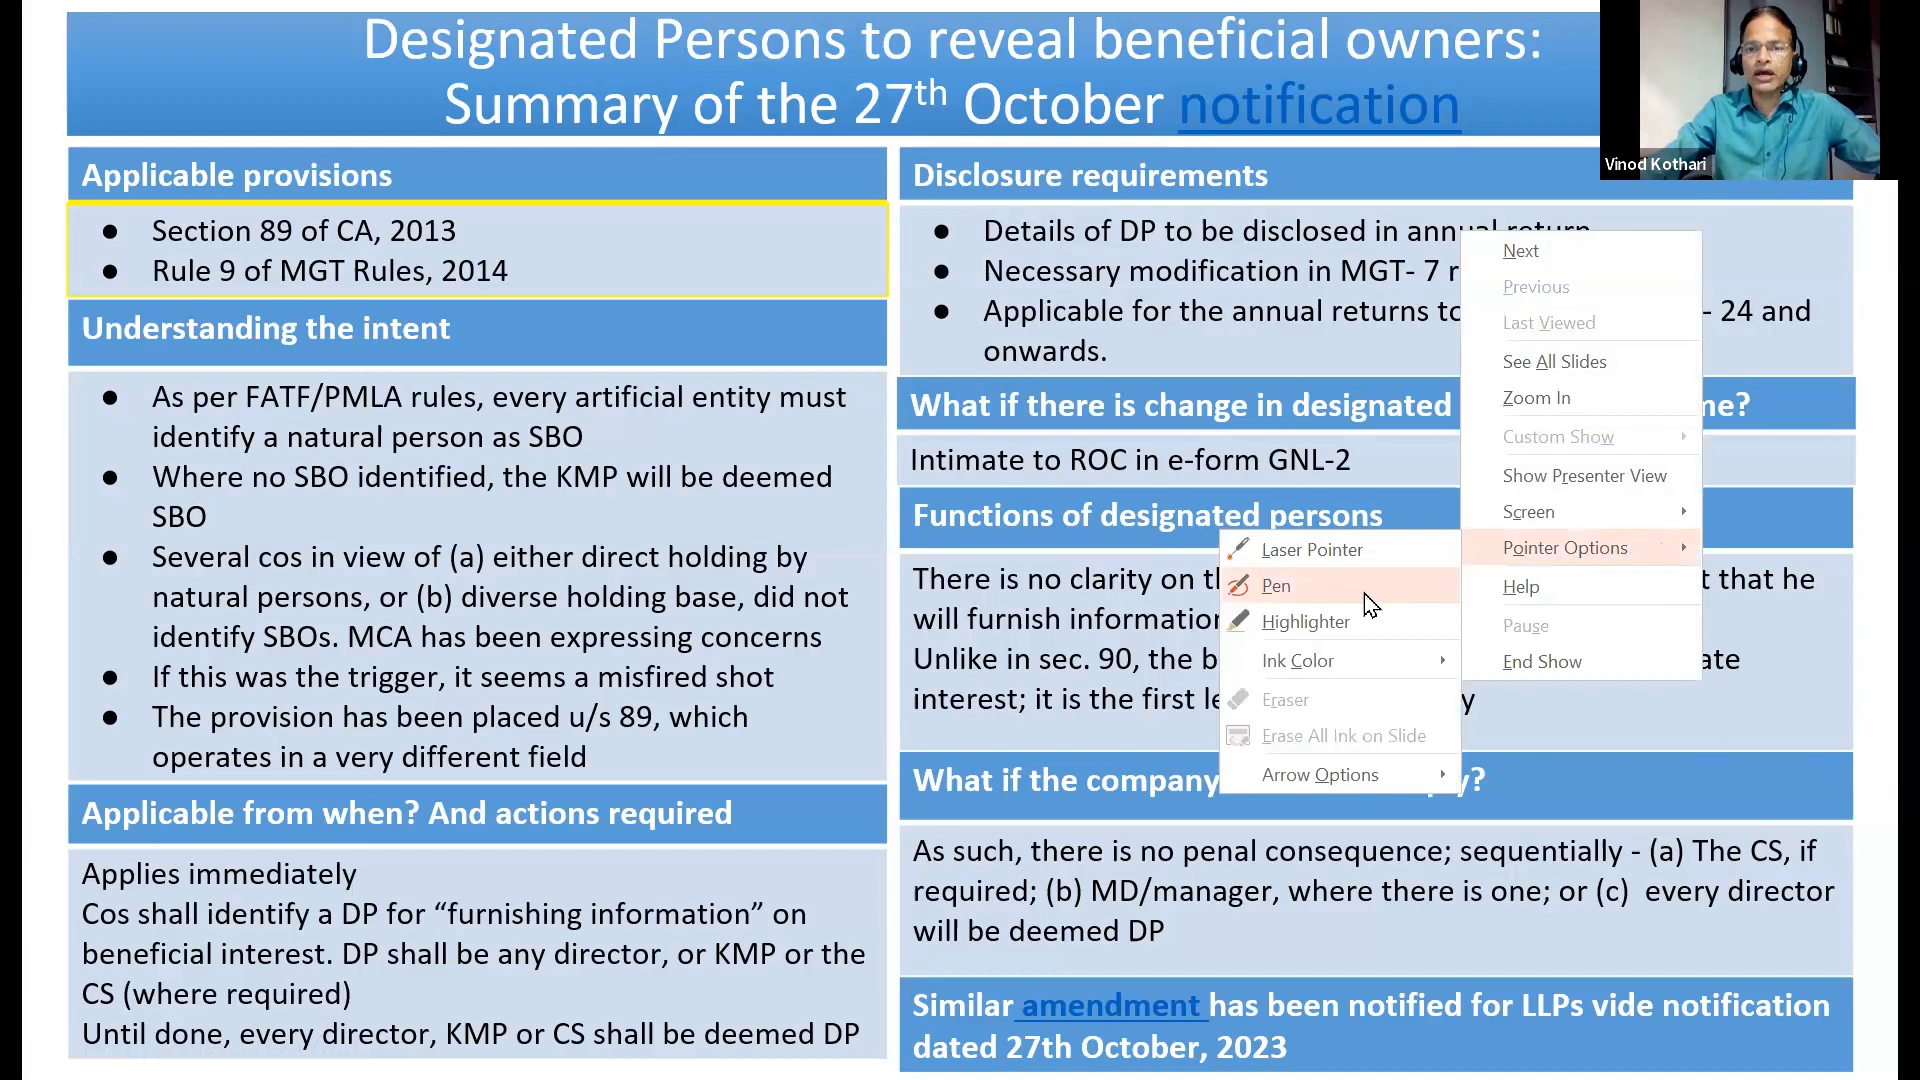 Designated Persons to reveal beneficial owners:
Summary of the 27th October notification
Vinod Kothari
Applicable provisions
● Section 89 of CA, 2013
● Rule 9 of MGT Rules, 2014
Understanding the intent
● As per FATF/PMLA rules, every artificial entity must
identify a natural person as SBO
● Where no SBO identified, the KMP will be deemed
SBO
● Several cos in view of (a) either direct holding by
natural persons, or (b) diverse holding base, did not
identify SBOs. MCA has been expressing concerns
● If this was the trigger, it seems a misfired shot
● The provision has been placed u/s 89, which
operates in a very different field
Applicable from when? And actions required
Applies immediately
Cos shall identify a DP for “furnishing information” on
beneficial interest. DP shall be any director, or KMP or the
CS (where required)
Until done, every director, KMP or CS shall be deemed DP
Disclosure requirements
● Details of DP to be disclosed in annual return
● Necessary modification in MGT- 7
● Applicable for the annual returns - 24 and
onwards.
What if there is change in designated
Intimate to ROC in e-form GNL-2
Functions of designated persons
There is no clarity on that he
will furnish information
Unlike in sec. 90, the
interest; it is the first
What if the company
As such, there is no penal consequence; sequentially - (a) The CS, if
required; (b) MD/manager, where there is one; or (c) every director
will be deemed DP
Similar amendment has been notified for LLPs vide notification
dated 27th October, 2023
Next
Previous
Last Viewed
See All Slides
Zoom In
Custom Show
Show Presenter View
Screen
Pointer Options
Help
Pause
End Show
Laser Pointer
Pen
Highlighter
Ink Color
Eraser
Erase All Ink on Slide
Arrow Options